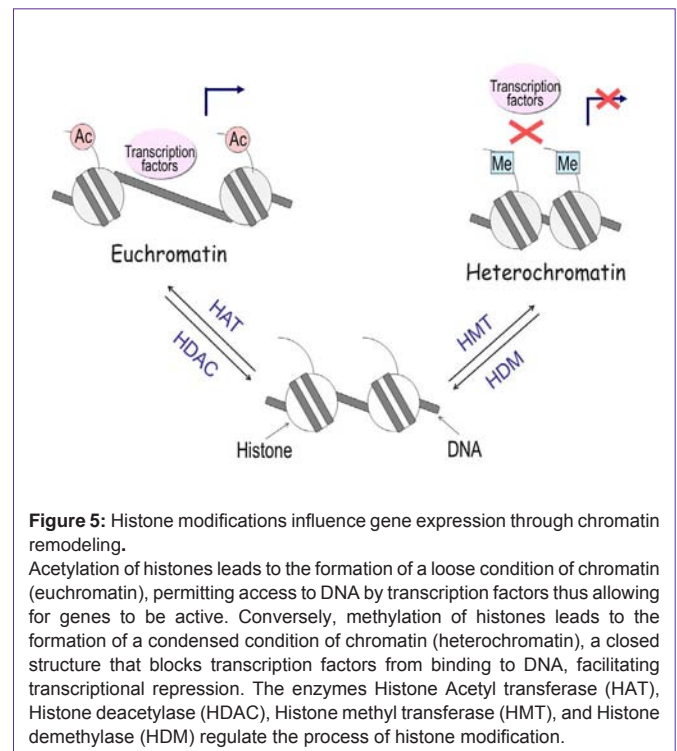 Transcription
factors
Ac
Ac
Transcription
factors
Me
Me
Euchromatin
Heterochromatin
HAT
HDAC
HMT
HDM
Histone
DNA
Figure 5: Histone modifications influence gene expression through chromatin
remodeling.
Acetylation of histones leads to the formation of a loose condition of chromatin
(euchromatin), permitting access to DNA by transcription factors thus allowing
for genes to be active. Conversely, methylation of histones leads to the
formation of a condensed condition of chromatin (heterochromatin), a closed
structure that blocks transcription factors from binding to DNA, facilitating
transcriptional repression. The enzymes Histone Acetyl transferase (HAT),
Histone deacetylase (HDAC), Histone methyl transferase (HMT), and Histone
demethylase (HDM) regulate the process of histone modification.